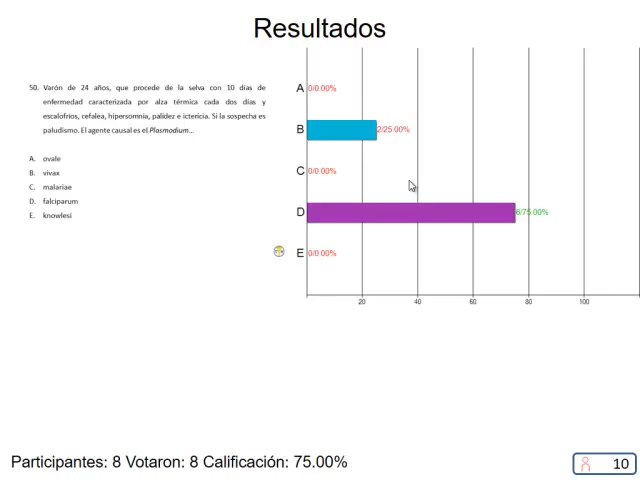 Resultados
50. Varón de 24 años, que procede de la selva con 10 días de
enfermedad caracterizada por alza térmica cada dos días y
escalofríos, cefalea, hipersomnia, palidez e ictericia. Si la sospecha es
paludismo. El agente causal es el Plasmodium...
A. ovale
B. vivax
C. malariae
D. falciparum
E. knowlesi
A 0/0.00%
B 2/25.00%
C 0/0.00%
D 6/75.00%
E 0/0.00%
20 40 60 80 100
Participantes: 8 Votaron: 8 Calificación: 75.00%
10